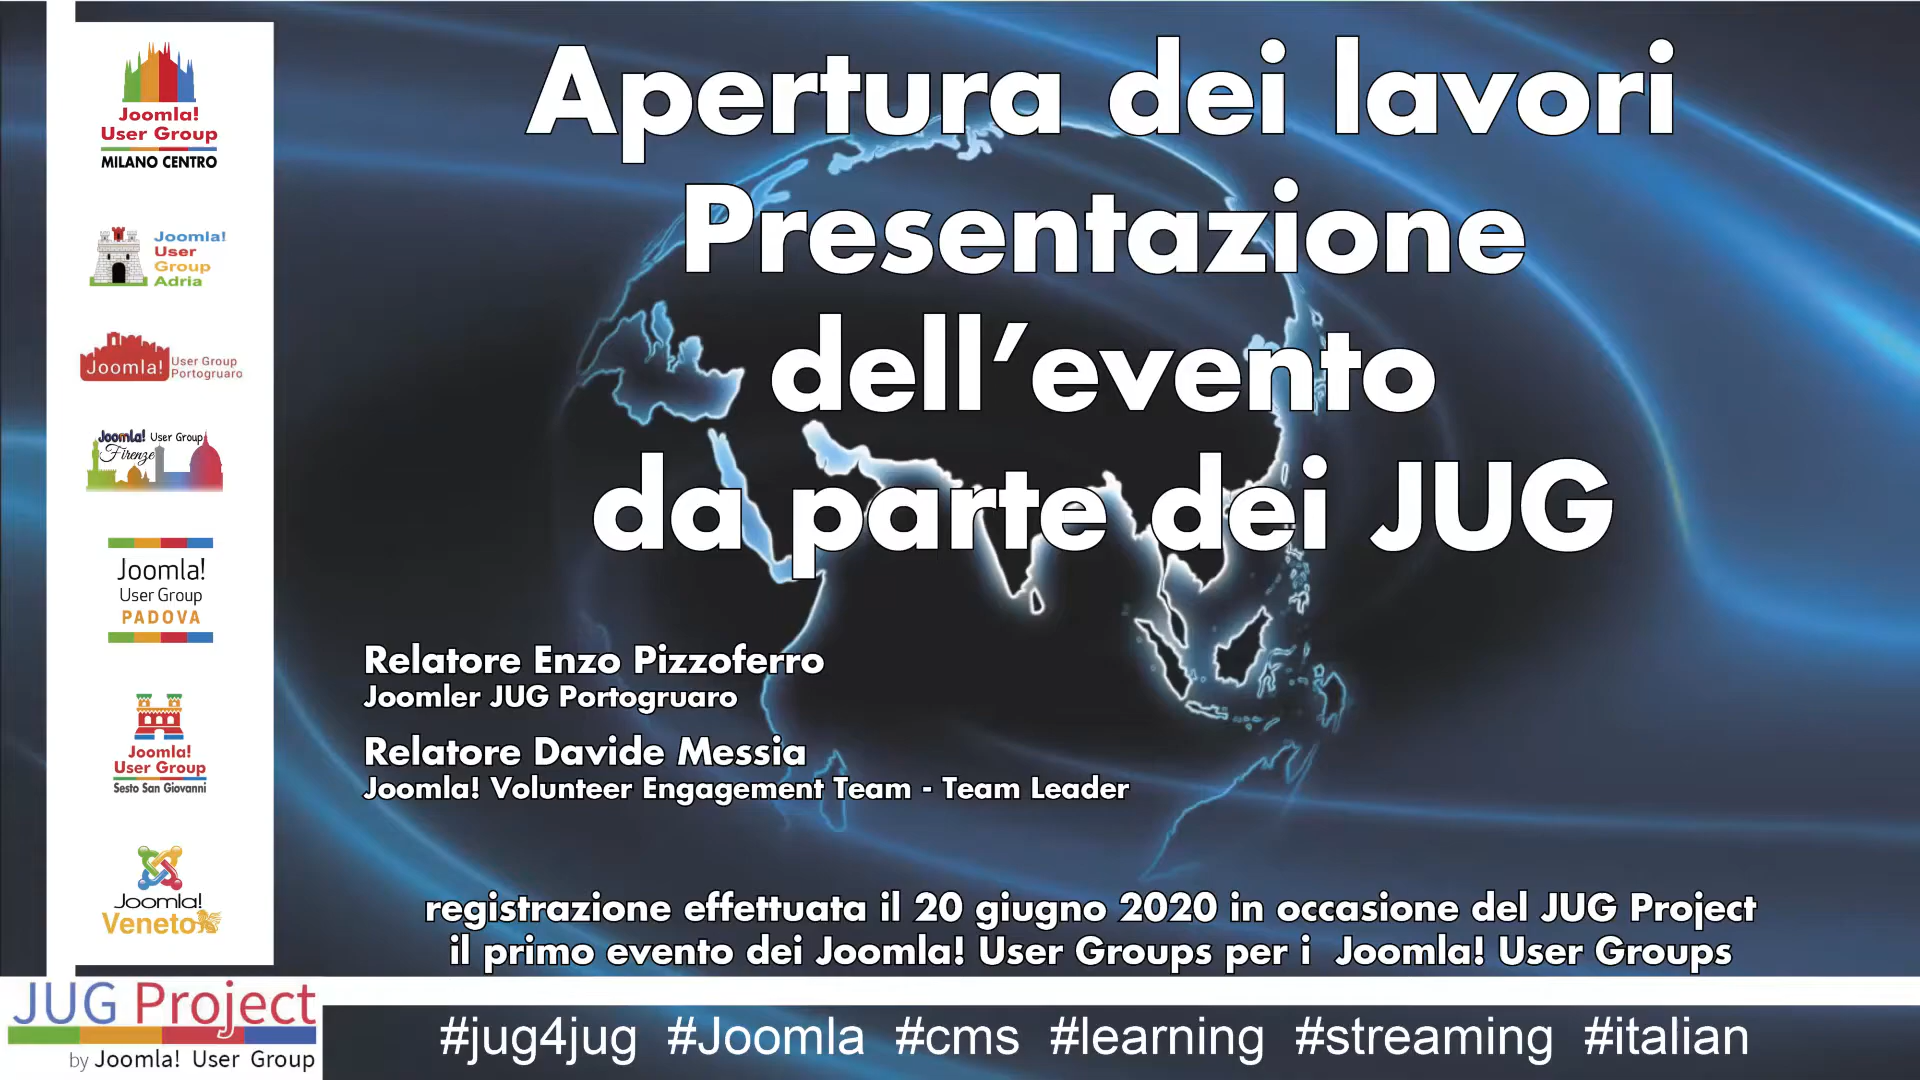 Joomla!
User Group
MILANO CENTRO
Joomla!
User
Group
Adria
Joomla!
User Group
Portogruaro
Joomla! User Group
Firenze
Joomla!
User Group
PADOVA
Joomla!
User Group
Sesto San Giovanni
Joomla!
Veneto
JUG Project
by Joomla! User Group
Apertura dei lavori
Presentazione
dell’evento
da parte dei JUG
Relatore Enzo Pizzoferro
Joomler JUG Portogruaro
Relatore Davide Messia
Joomla! Volunteer Engagement Team - Team Leader
registrazione effettuata il 20 giugno 2020 in occasione del JUG Project
il primo evento dei Joomla! User Groups per i Joomla! User Groups
#jug4jug #Joomla #cms #learning #streaming #italian